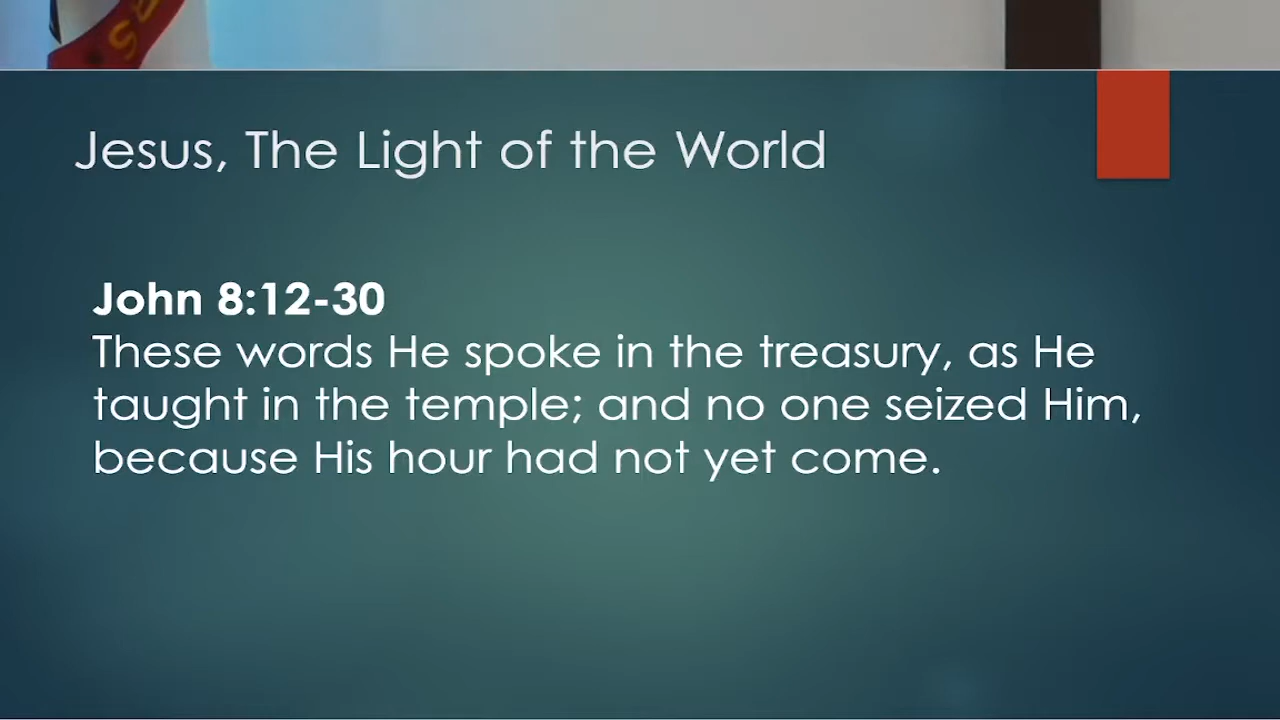 Jesus, The Light of the World
John 8:12-30
These words He spoke in the treasury, as He
taught in the temple; and no one seized Him,
because His hour had not yet come.